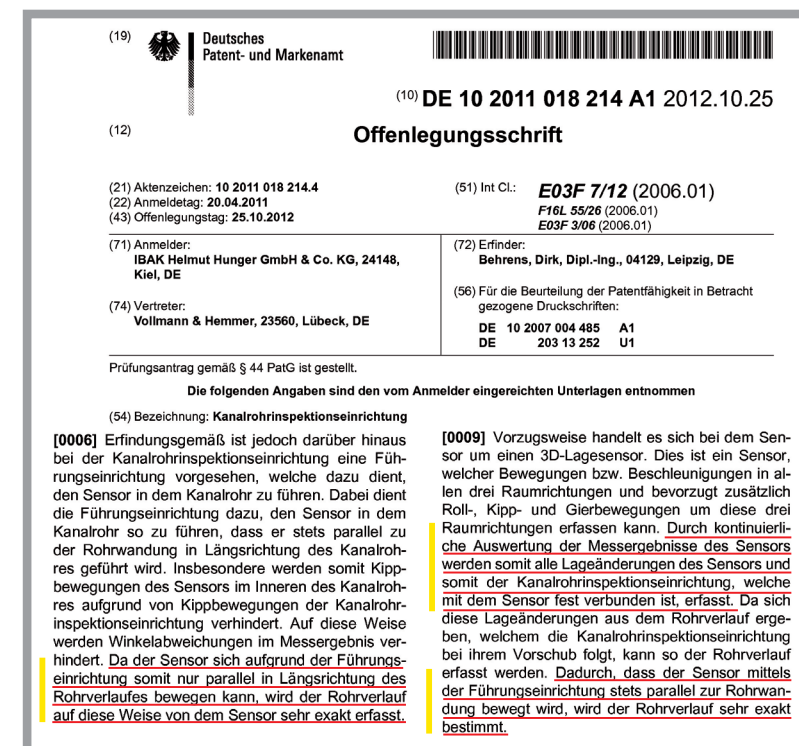 (19)
Deutsches
Patent- und Markenamt
(10) DE 10 2011 018 214 A1 2012.10.25
(12)
Offenlegungsschrift
(21) Aktenzeichen: 10 2011 018 214.4
(22) Anmeldetag: 20.04.2011
(43) Offenlegungstag: 25.10.2012
(51) Int Cl.: E03F 7/12 (2006.01)
F16L 55/26 (2006.01)
E03F 3/06 (2006.01)
(71) Anmelder:
IBAK Helmut Hunger GmbH & Co. KG, 24148,
Kiel, DE
(74) Vertreter:
Vollmann & Hemmer, 23560, Lübeck, DE
(72) Erfinder:
Behrens, Dirk, Dipl.-Ing., 04129, Leipzig, DE
(56) Für die Beurteilung der Patentfähigkeit in Betracht
gezogene Druckschriften:
DE 10 2007 004 485 A1
DE 203 13 252 U1
Prüfungsantrag gemäß § 44 PatG ist gestellt.
Die folgenden Angaben sind den vom Anmelder eingereichten Unterlagen entnommen
(54) Bezeichnung: Kanalrohrinspektionseinrichtung
[0006] Erfindungsgemäß ist jedoch darüber hinaus
bei der Kanalrohrinspektionseinrichtung eine Füh-
rungseinrichtung vorgesehen, welche dazu dient,
den Sensor in dem Kanalrohr zu führen. Dabei dient
die Führungseinrichtung dazu, den Sensor in dem
Kanalrohr so zu führen, dass er stets parallel zu
der Rohrwandung in Längsrichtung des Kanalroh-
res geführt wird. Insbesondere werden somit Kipp-
bewegungen des Sensors im Inneren des Kanalroh-
res aufgrund von Kippbewegungen der Kanalrohr-
inspektionseinrichtung verhindert. Auf diese Weise
werden Winkelabweichungen im Messergebnis ver-
hindert. Da der Sensor sich aufgrund der Führungs-
einrichtung somit nur parallel in Längsrichtung des
Rohrverlaufes bewegen kann, wird der Rohrverlauf
auf diese Weise von dem Sensor sehr exakt erfasst.
[0009] Vorzugsweise handelt es sich bei dem Sen-
sor um einen 3D-Lagesensor. Dies ist ein Sensor,
welcher Bewegungen bzw. Beschleunigungen in al-
len drei Raumrichtungen und bevorzugt zusätzlich
Roll-, Kipp- und Gierbewegungen um diese drei
Raumrichtungen erfassen kann. Durch kontinuierli-
che Auswertung der Messergebnisse des Sensors
werden somit alle Lageänderungen des Sensors und
somit der Kanalrohrinspektionseinrichtung, welche
mit dem Sensor fest verbunden ist, erfasst. Da sich
diese Lageänderungen aus dem Rohrverlauf erge-
ben, welchem die Kanalrohrinspektionseinrichtung
bei ihrem Vorschub folgt, kann so der Rohrverlauf
erfasst werden. Dadurch, dass der Sensor mittels
der Führungseinrichtung stets parallel zur Rohrwan-
dung bewegt wird, wird der Rohrverlauf sehr exakt
bestimmt.